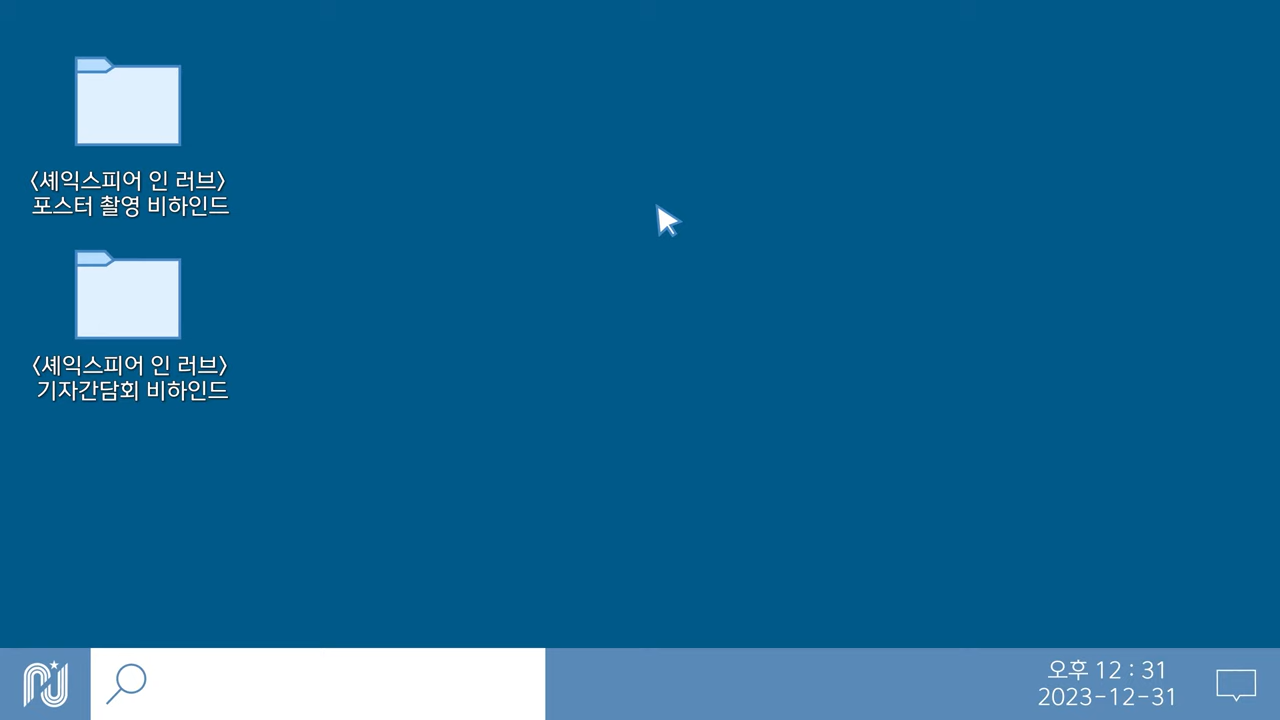 〈셰익스피어 인 러브〉
포스터 촬영 비하인드
〈셰익스피어 인 러브〉
기자간담회 비하인드
오후 12 : 31
2023-12-31